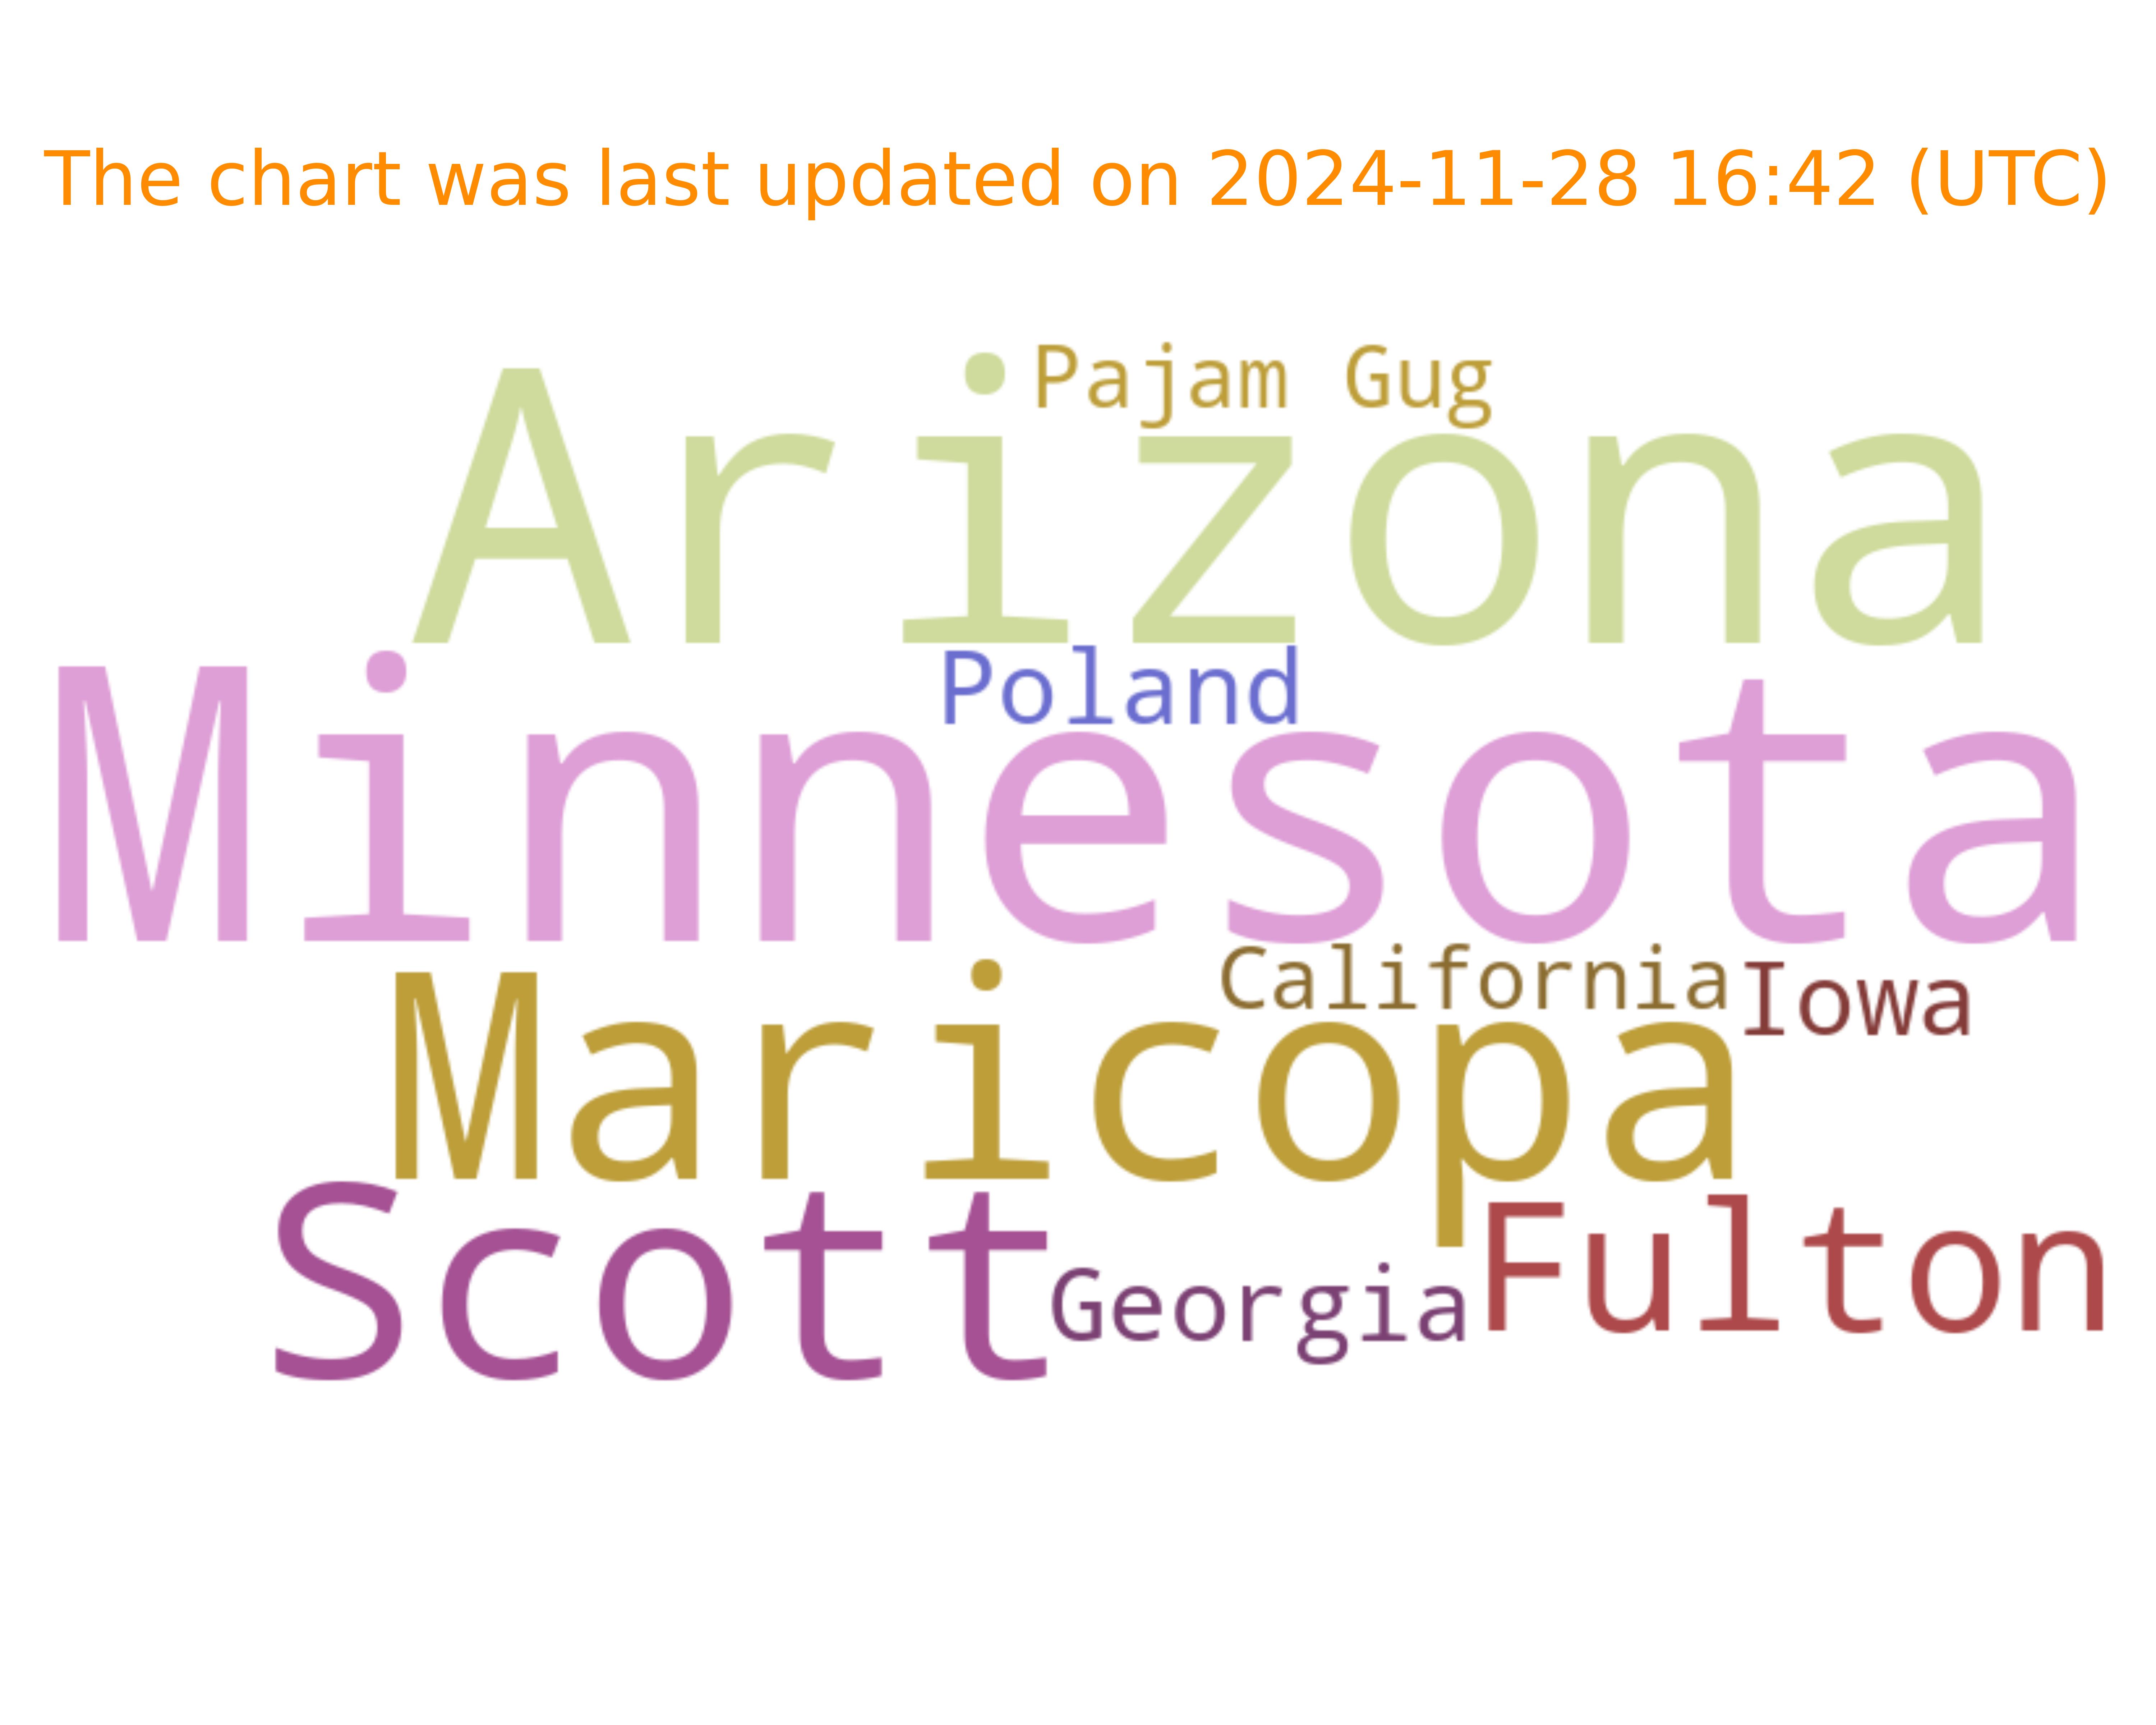 The chart was last updated on 2024-11-28 16:42 (UTC)
Pajam Gug
Arizona
Poland
Minnesota
California
Iowa
Maricopa
Scott
Georgia
Fulton